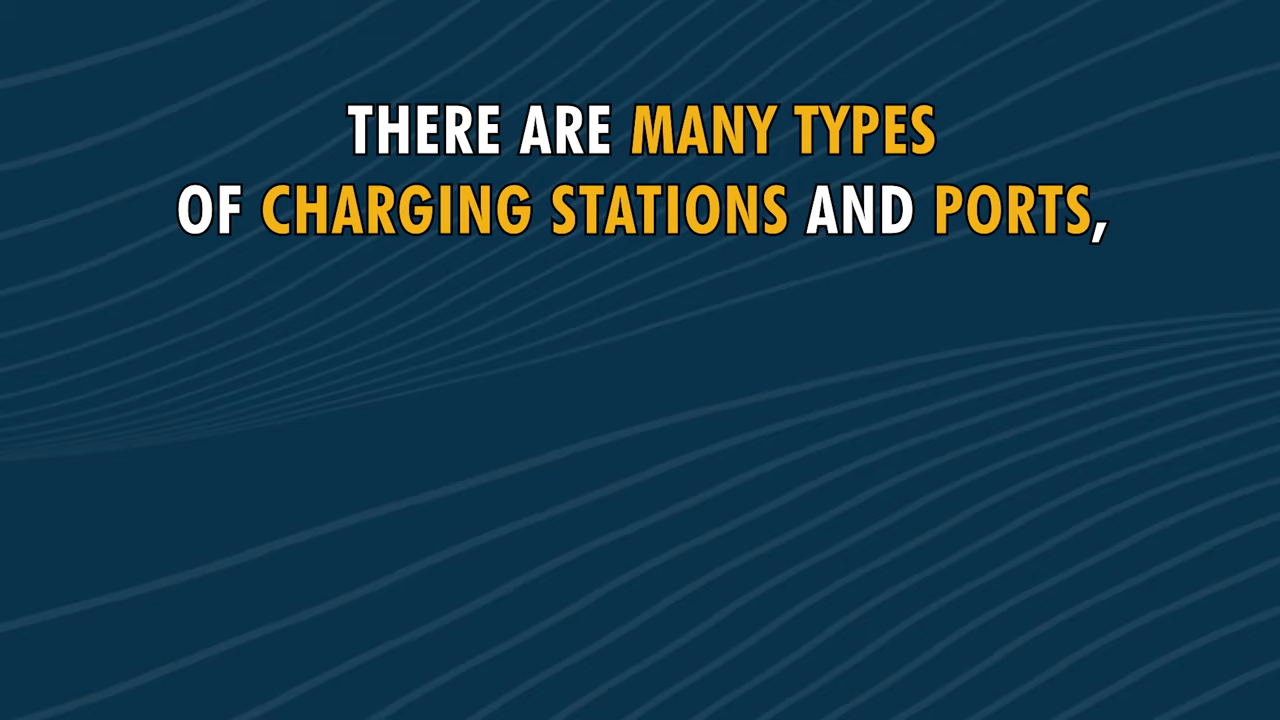 THERE ARE MANY TYPES
OF CHARGING STATIONS AND PORTS,